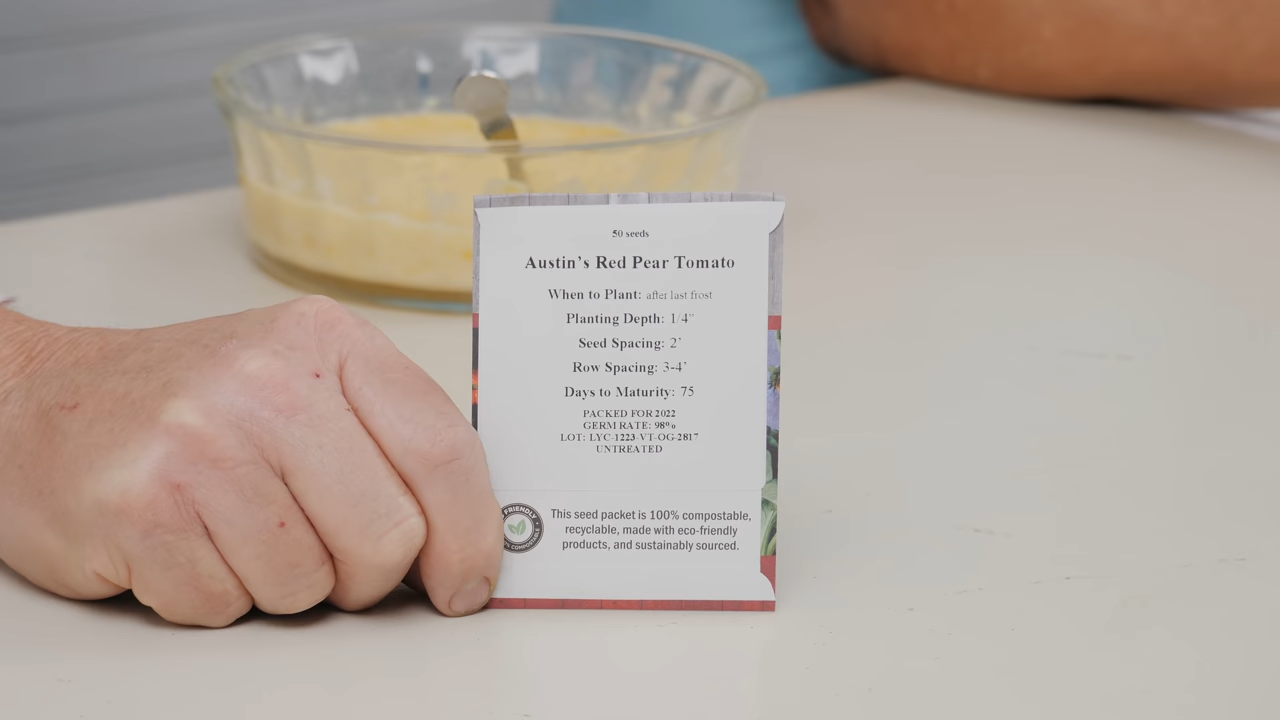 50 seeds
Austin's Red Pear Tomato
When to Plant: after last frost
Planting Depth: 1/4"
Seed Spacing: 2'
Row Spacing: 3-4'
Days to Maturity: 75
PACKED FOR 2022
GERM RATE: 98%
LOT: LYC-1223-VT-OG-2817
UNTREATED
FRIENDLY
% COMPOSTABLE
This seed packet is 100% compostable,
recyclable, made with eco-friendly
products, and sustainably sourced.